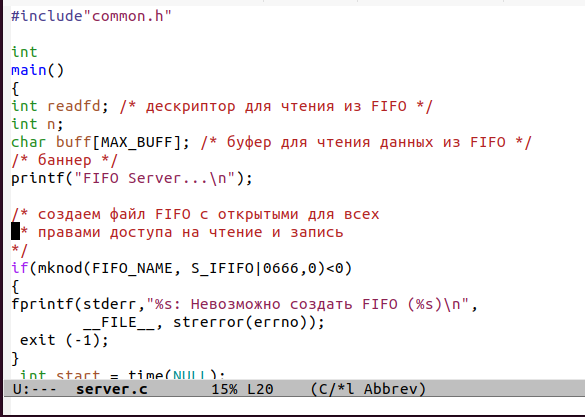 #include"common.h"
int
main()
{
int readfd; /* дескриптор для чтения из FIFO */
int n;
char buff[MAX_BUFF]; /* буфер для чтения данных из FIFO */
/* баннер */
printf("FIFO Server...\n");
/* создаем файл FIFO с открытыми для всех
* правами доступа на чтение и запись
*/
if(mknod(FIFO_NAME, S_IFIFO|0666,0)<0)
{
fprintf(stderr,"%s: Невозможно создать FIFO (%s)\n",
__FILE__, strerror(errno));
exit (-1);
}
int start = time(NULL);
U:--- server.c 15% L20 (C/*l Abbrev)